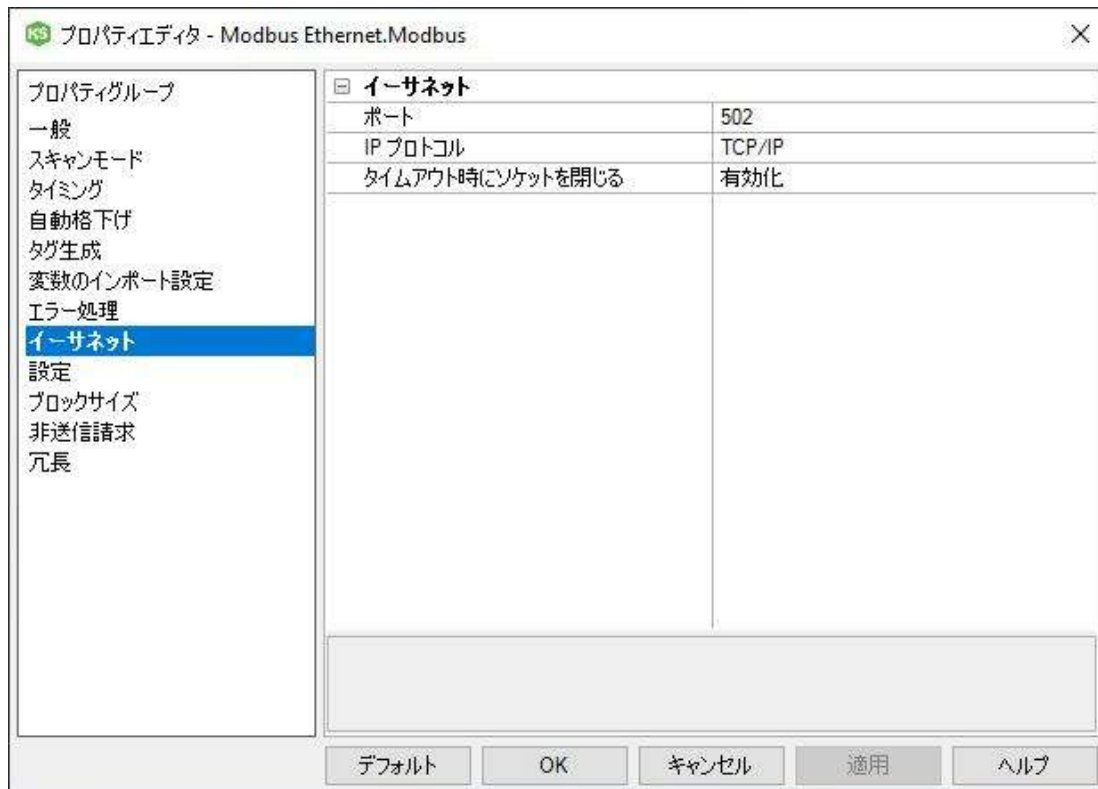 KS プロパティエディタ - Modbus Ethernet.Modbus
プロパティグループ
一般
スキャンモード
タイミング
自動格下げ
タグ生成
変数のインポート設定
エラー処理
イーサネット
設定
ブロックサイズ
非送信請求
冗長
イーサネット
ポート 502
IP プロトコル TCP/IP
タイムアウト時にソケットを閉じる 有効化
デフォルト OK キャンセル 適用 ヘルプ